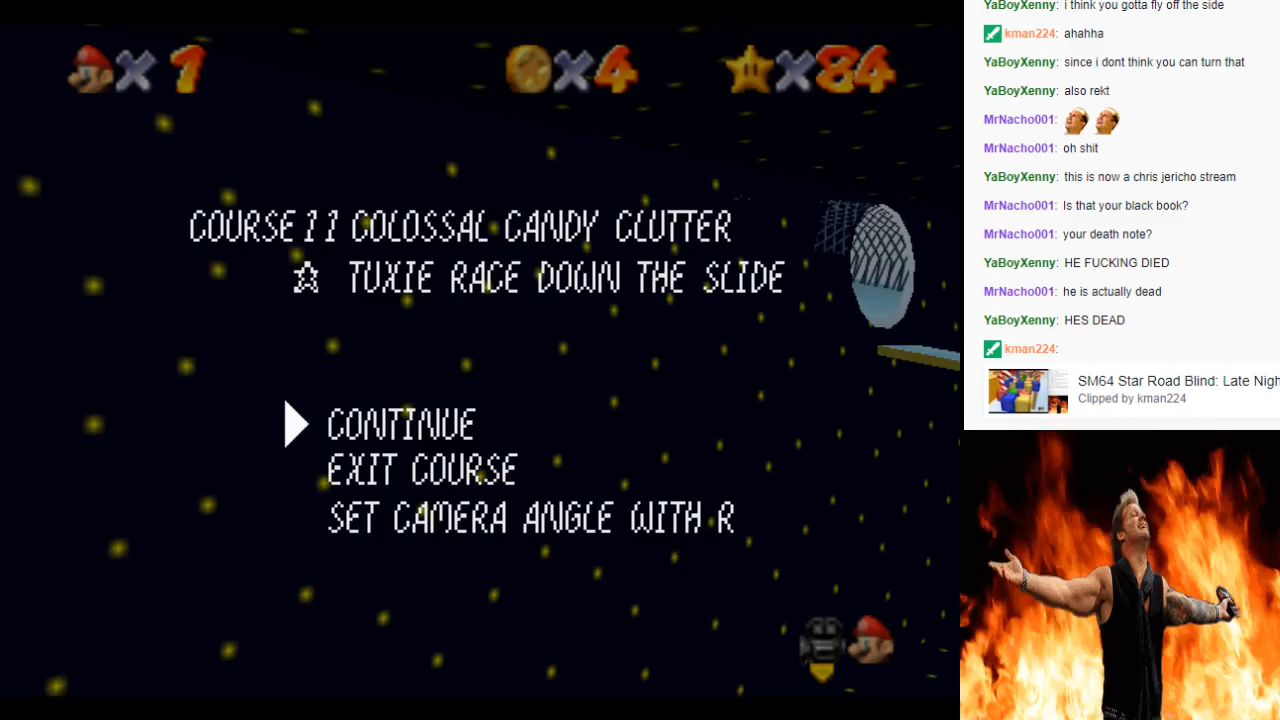 ×1 ×4 ×84
COURSE 11 COLOSSAL CANDY CLUTTER
TUXIE RACE DOWN THE SLIDE
CONTINUE
EXIT COURSE
SET CAMERA ANGLE WITH R
YaBoyXenny: i think you gotta fly off the side
kman224: ahahha
YaBoyXenny: since i dont think you can turn that
YaBoyXenny: also rekt
MrNacho001:
MrNacho001: oh shit
YaBoyXenny: this is now a chris jericho stream
MrNacho001: Is that your black book?
MrNacho001: your death note?
YaBoyXenny: HE FUCKING DIED
MrNacho001: he is actually dead
YaBoyXenny: HES DEAD
kman224:
SM64 Star Road Blind: Late Nigh
Clipped by kman224